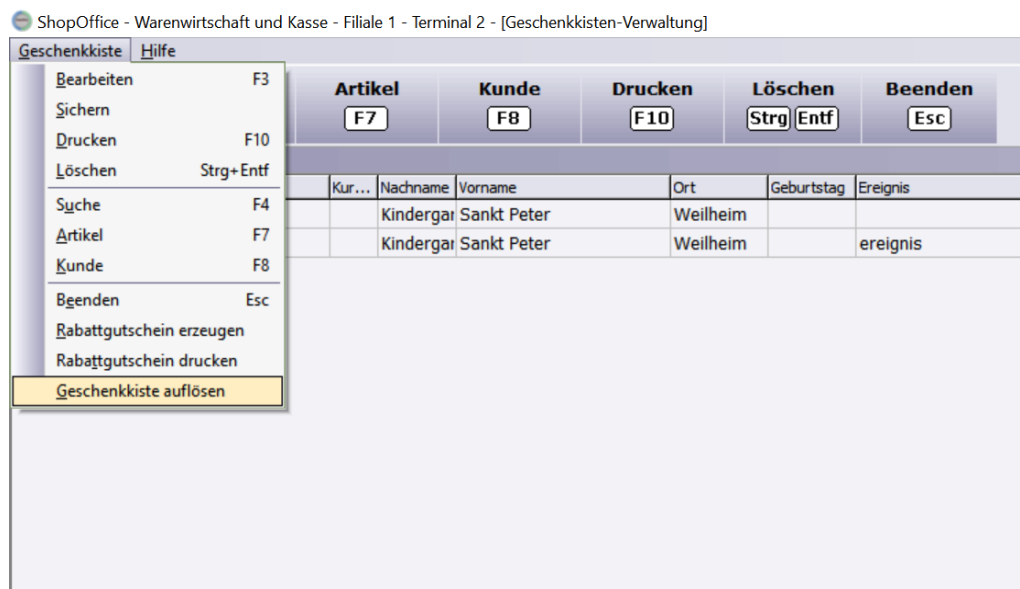 ShopOffice - Warenwirtschaft und Kasse - Filiale 1 - Terminal 2 - [Geschenkkisten-Verwaltung]
Geschenkkiste Hilfe
Bearbeiten F3
Sichern
Drucken F10
Löschen Strg+Entf
Suche F4
Artikel F7
Kunde F8
Beenden Esc
Rabattgutschein erzeugen
Rabattgutschein drucken
Geschenkkiste auflösen
Artikel Kunde Drucken Löschen Beenden
F7 F8 F10 Strg Entf Esc
Kur... Nachname Vorname Ort Geburtstag Ereignis
Kindergar Sankt Peter Weilheim
Kindergar Sankt Peter Weilheim ereignis